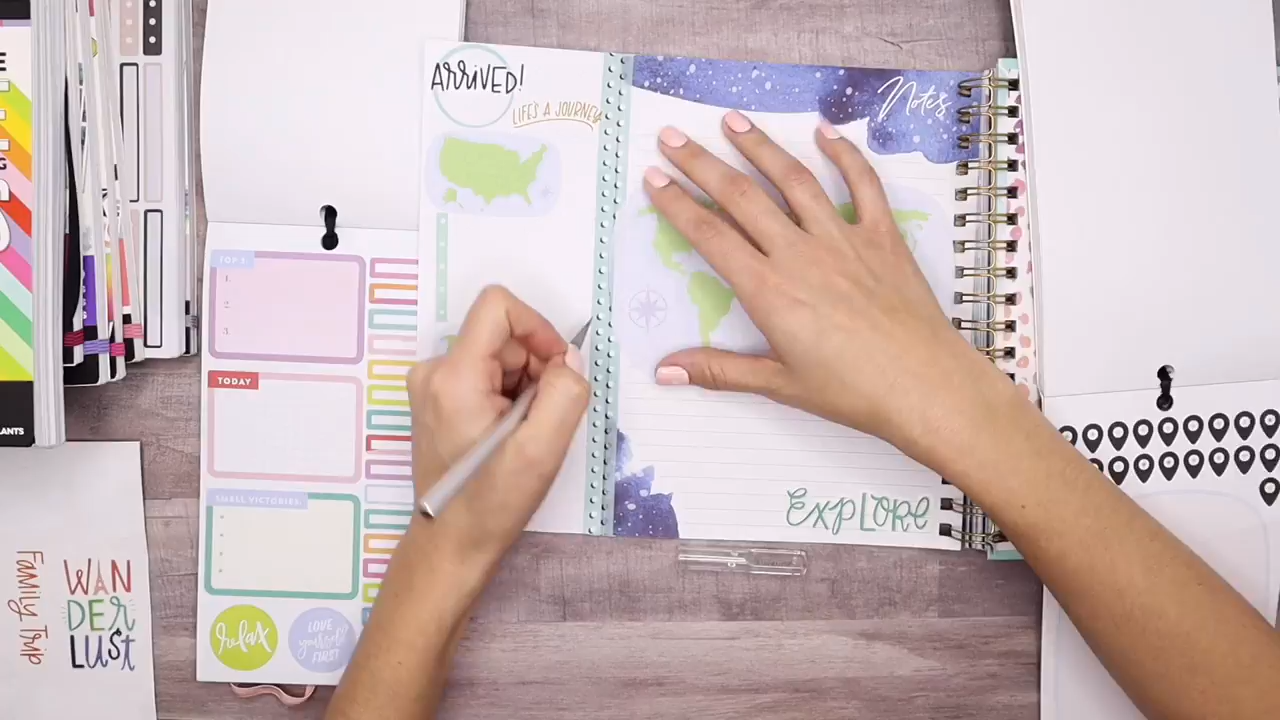 ARRIVED!
LIFE'S A JOURNEY
Notes
EXPLORE
TOP 3
1.
2.
3.
TODAY
SMALL VICTORIES
relax
LOVE
yourself
FIRST
WAN
DER
LU$T
Family Trip